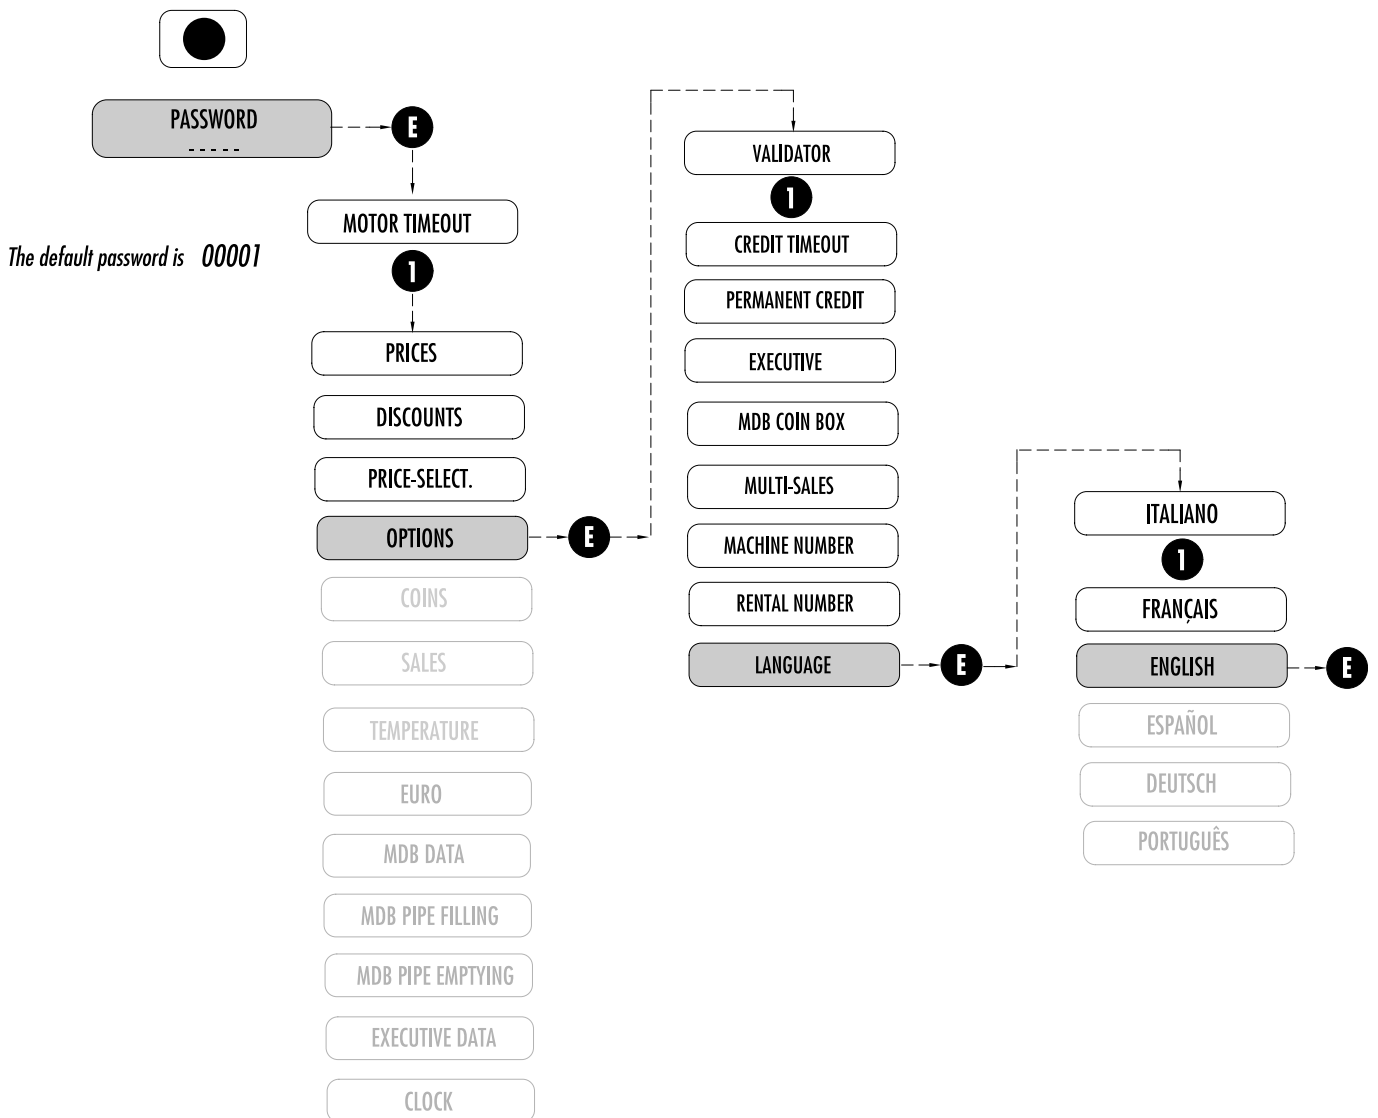 PASSWORD
- - - - -
E
The default password is 00001
MOTOR TIMEOUT
1
PRICES
DISCOUNTS
PRICE-SELECT.
OPTIONS
E
COINS
SALES
TEMPERATURE
EURO
MDB DATA
MDB PIPE FILLING
MDB PIPE EMPTYING
EXECUTIVE DATA
CLOCK
VALIDATOR
1
CREDIT TIMEOUT
PERMANENT CREDIT
EXECUTIVE
MDB COIN BOX
MULTI-SALES
MACHINE NUMBER
RENTAL NUMBER
LANGUAGE
E
ITALIANO
1
FRANÇAIS
ENGLISH
E
ESPAÑOL
DEUTSCH
PORTUGUÊS